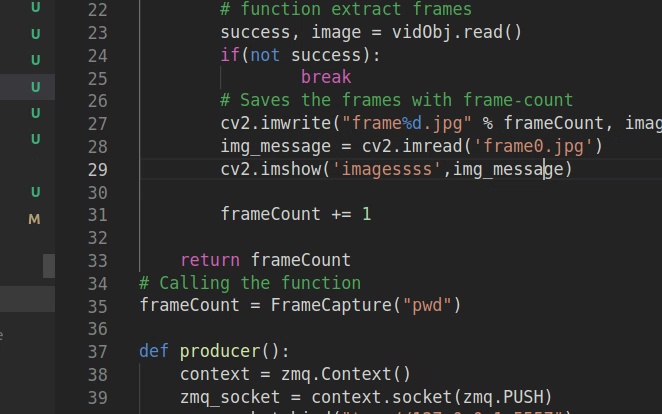 U
22 # function extract frames
U
23 success, image = vidObj.read()
U
24 if(not success):
U
25 break
U
26 # Saves the frames with frame-count
27 cv2.imwrite("frame%d.jpg" % frameCount, imag
U
28 img_message = cv2.imread('frame0.jpg')
29 cv2.imshow('imagessss',img_message)
U
30
M
31 frameCount += 1
32
33 return frameCount
34 # Calling the function
35 frameCount = FrameCapture("pwd")
e
36
37 def producer():
38 context = zmq.Context()
39 zmq_socket = context.socket(zmq.PUSH)